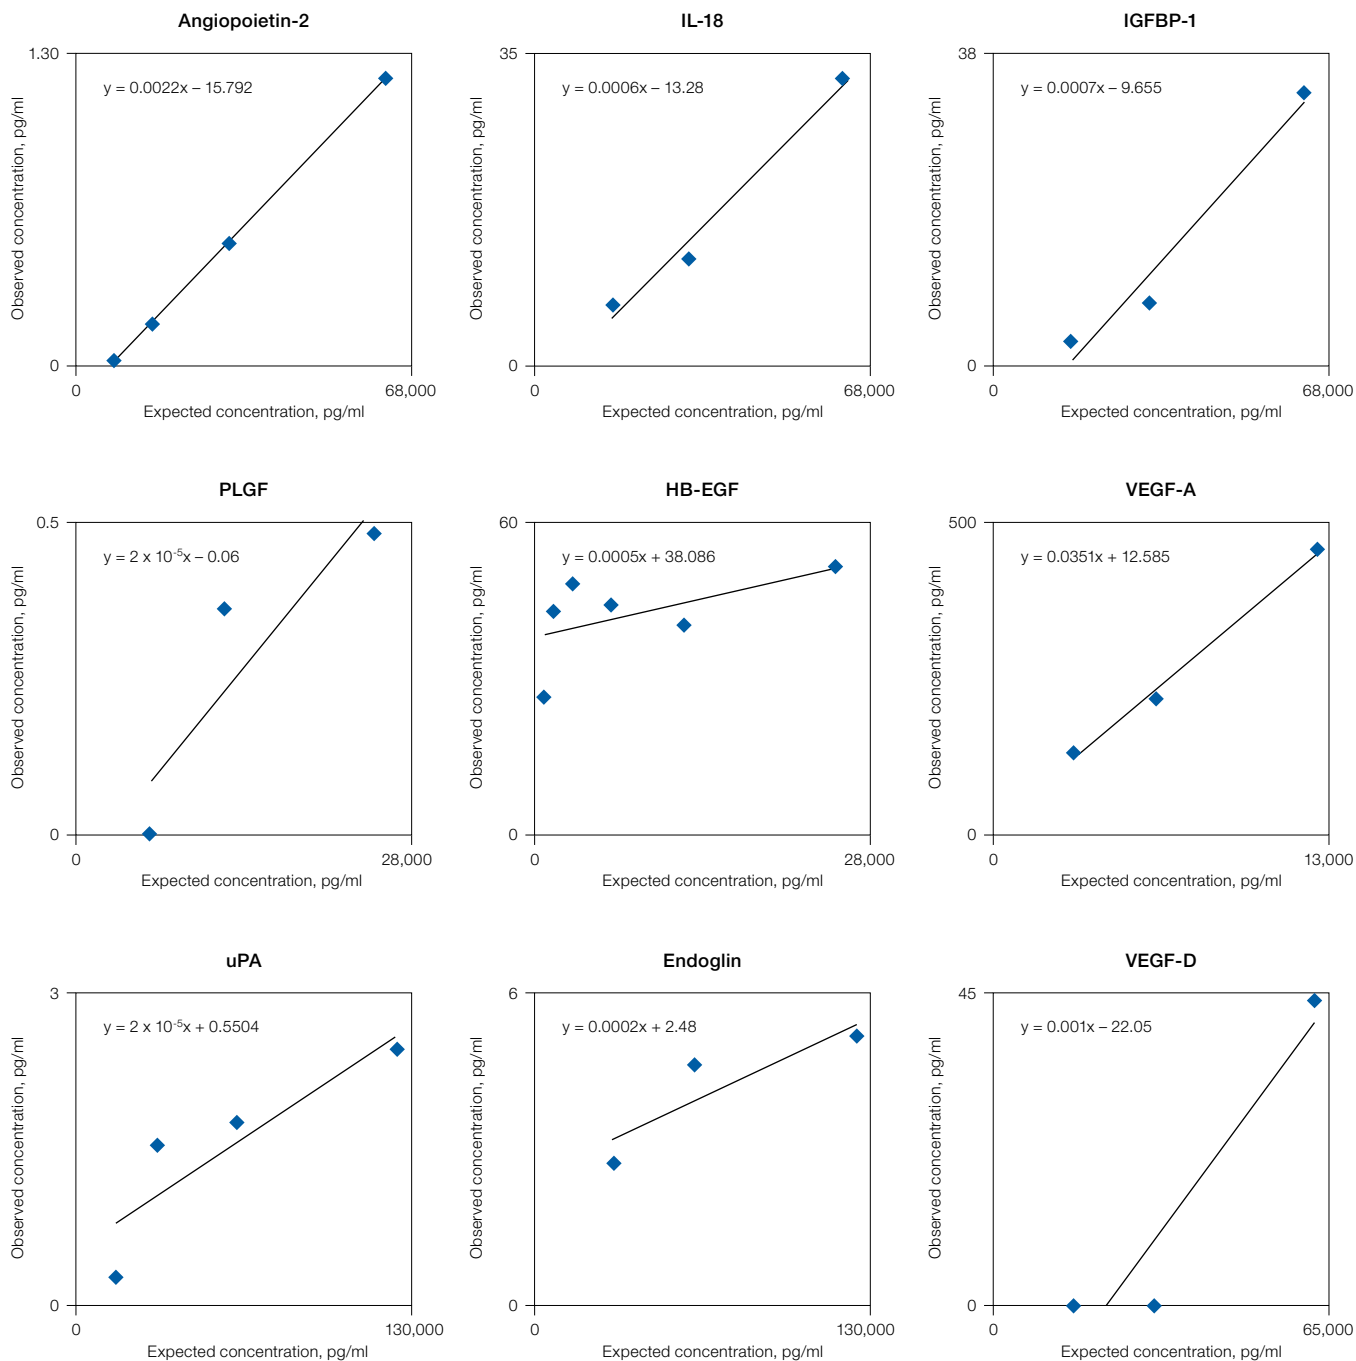 Angiopoietin-2
1.30
y = 0.0022x – 15.792
Observed concentration, pg/ml
0
0
68,000
Expected concentration, pg/ml
IL-18
35
y = 0.0006x – 13.28
Observed concentration, pg/ml
0
0
68,000
Expected concentration, pg/ml
IGFBP-1
38
y = 0.0007x – 9.655
Observed concentration, pg/ml
0
0
68,000
Expected concentration, pg/ml
PLGF
0.5
y = 2 x 10⁻⁵x – 0.06
Observed concentration, pg/ml
0
0
28,000
Expected concentration, pg/ml
HB-EGF
60
y = 0.0005x + 38.086
Observed concentration, pg/ml
0
0
28,000
Expected concentration, pg/ml
VEGF-A
500
y = 0.0351x + 12.585
Observed concentration, pg/ml
0
0
13,000
Expected concentration, pg/ml
uPA
3
y = 2 x 10⁻⁵x + 0.5504
Observed concentration, pg/ml
0
0
130,000
Expected concentration, pg/ml
Endoglin
6
y = 0.0002x + 2.48
Observed concentration, pg/ml
0
0
130,000
Expected concentration, pg/ml
VEGF-D
45
y = 0.001x – 22.05
Observed concentration, pg/ml
0
0
65,000
Expected concentration, pg/ml